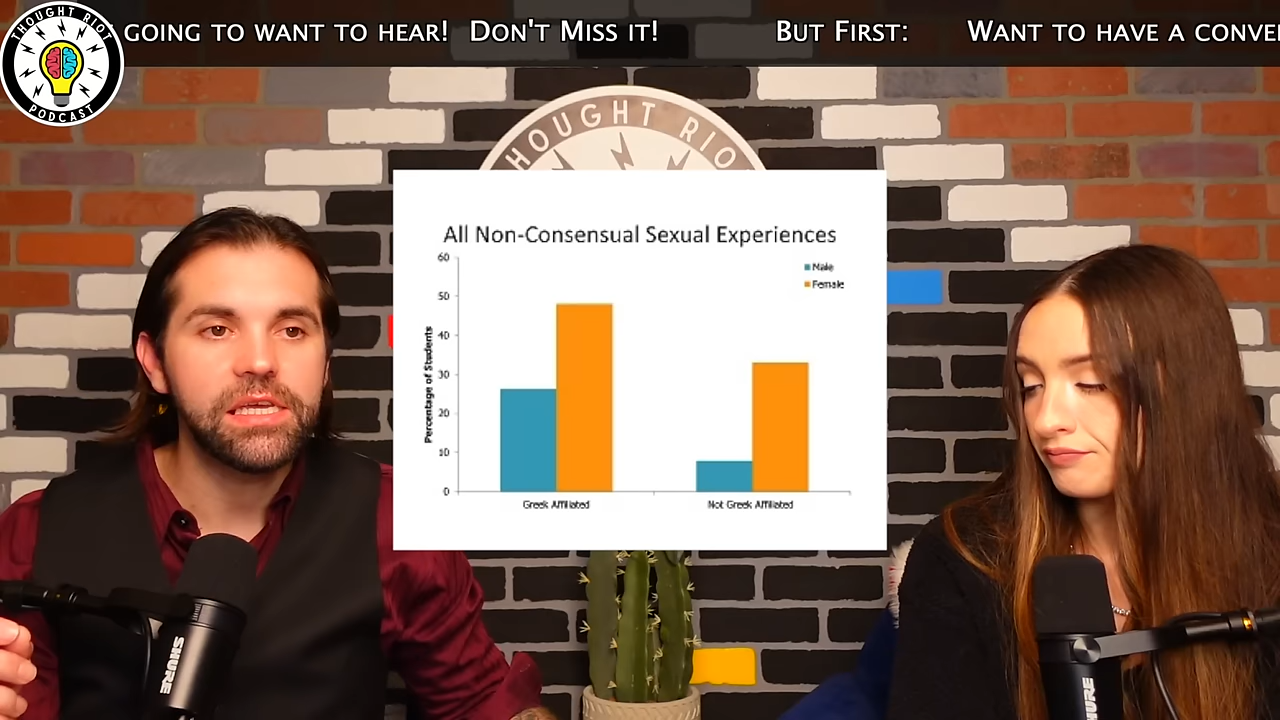 THOUGHT RIOT
PODCAST
GOING TO WANT TO HEAR! DON'T MISS IT! BUT FIRST: WANT TO HAVE A
THOUGHT RIO
All Non-Consensual Sexual Experiences
Male
Female
Percentage of Students
60
50
40
30
20
10
0
Greek Affiliated
Not Greek Affiliated
SHURE
SHURE